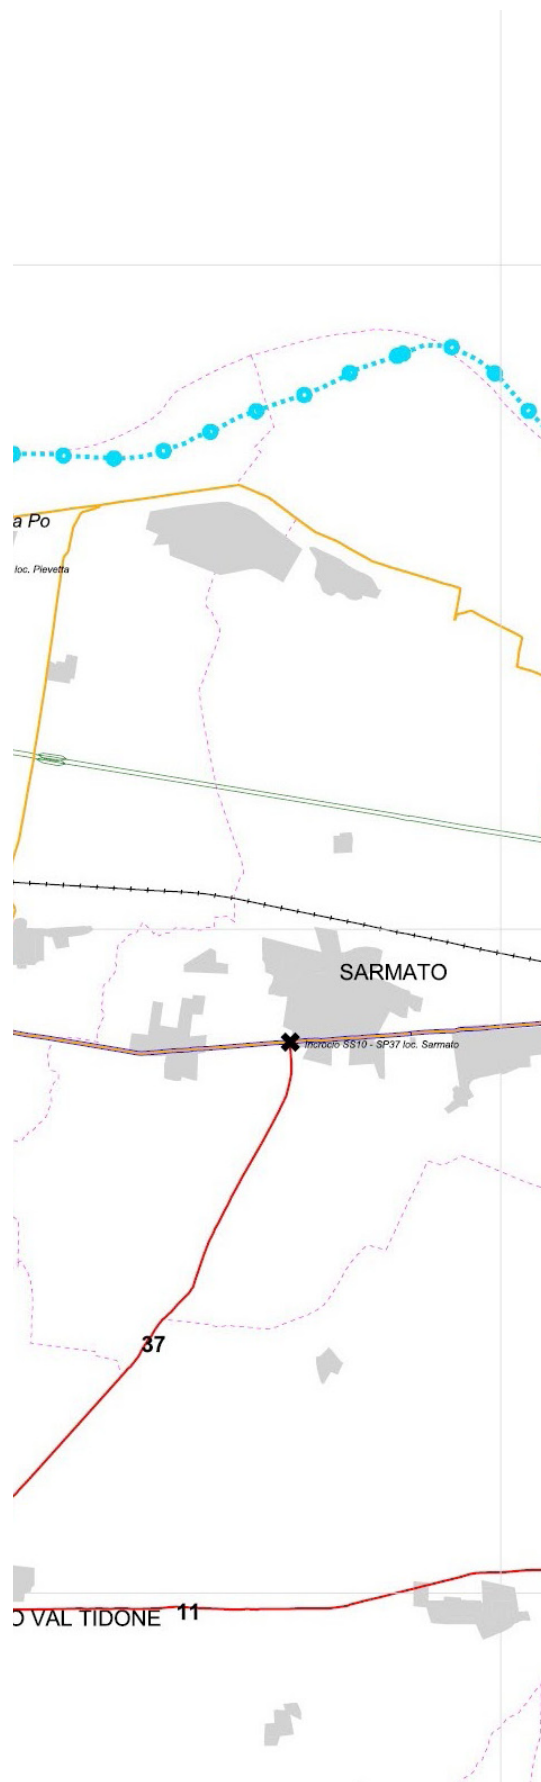 a Po
loc. Pievetta
SARMATO
Incrocio SS10 - SP37 loc. Sarmato
37
O VAL TIDONE
11